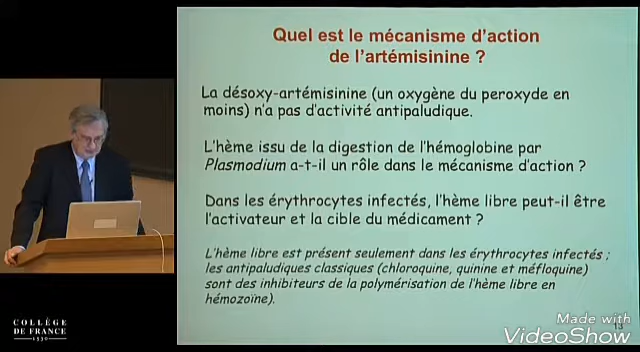 Quel est le mécanisme d'action
de l'artémisinine ?
La désoxy-artémisinine (un oxygène du peroxyde en
moins) n'a pas d'activité antipaludique.
L'hème issu de la digestion de l'hémoglobine par
Plasmodium a-t-il un rôle dans le mécanisme d'action ?
Dans les érythrocytes infectés, l'hème libre peut-il être
l'activateur et la cible du médicament ?
L'hème libre est présent seulement dans les érythrocytes infectés ;
les antipaludiques classiques (chloroquine, quinine et méfloquine)
sont des inhibiteurs de la polymérisation de l'hème libre en
hémozoïne).
13
COLLÈGE
DE FRANCE
1530
Made with
VideoShow